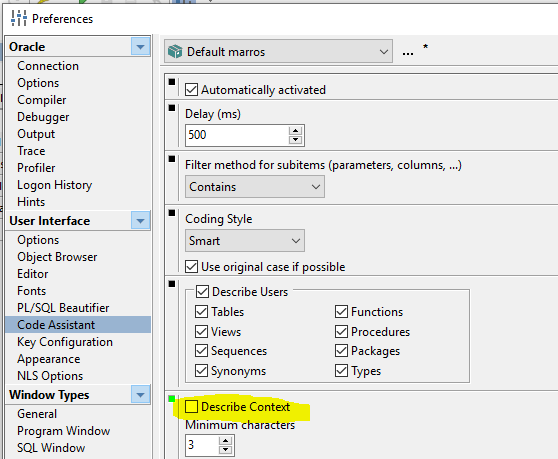 Preferences
Oracle
Connection
Options
Compiler
Debugger
Output
Trace
Profiler
Logon History
Hints
User Interface
Options
Object Browser
Editor
Fonts
PL/SQL Beautifier
Code Assistant
Key Configuration
Appearance
NLS Options
Window Types
General
Program Window
SQL Window
Default marros ... *
Automatically activated
Delay (ms)
500
Filter method for subitems (parameters, columns, ...)
Contains
Coding Style
Smart
Use original case if possible
Describe Users
Tables Functions
Views Procedures
Sequences Packages
Synonyms Types
Describe Context
Minimum characters
3